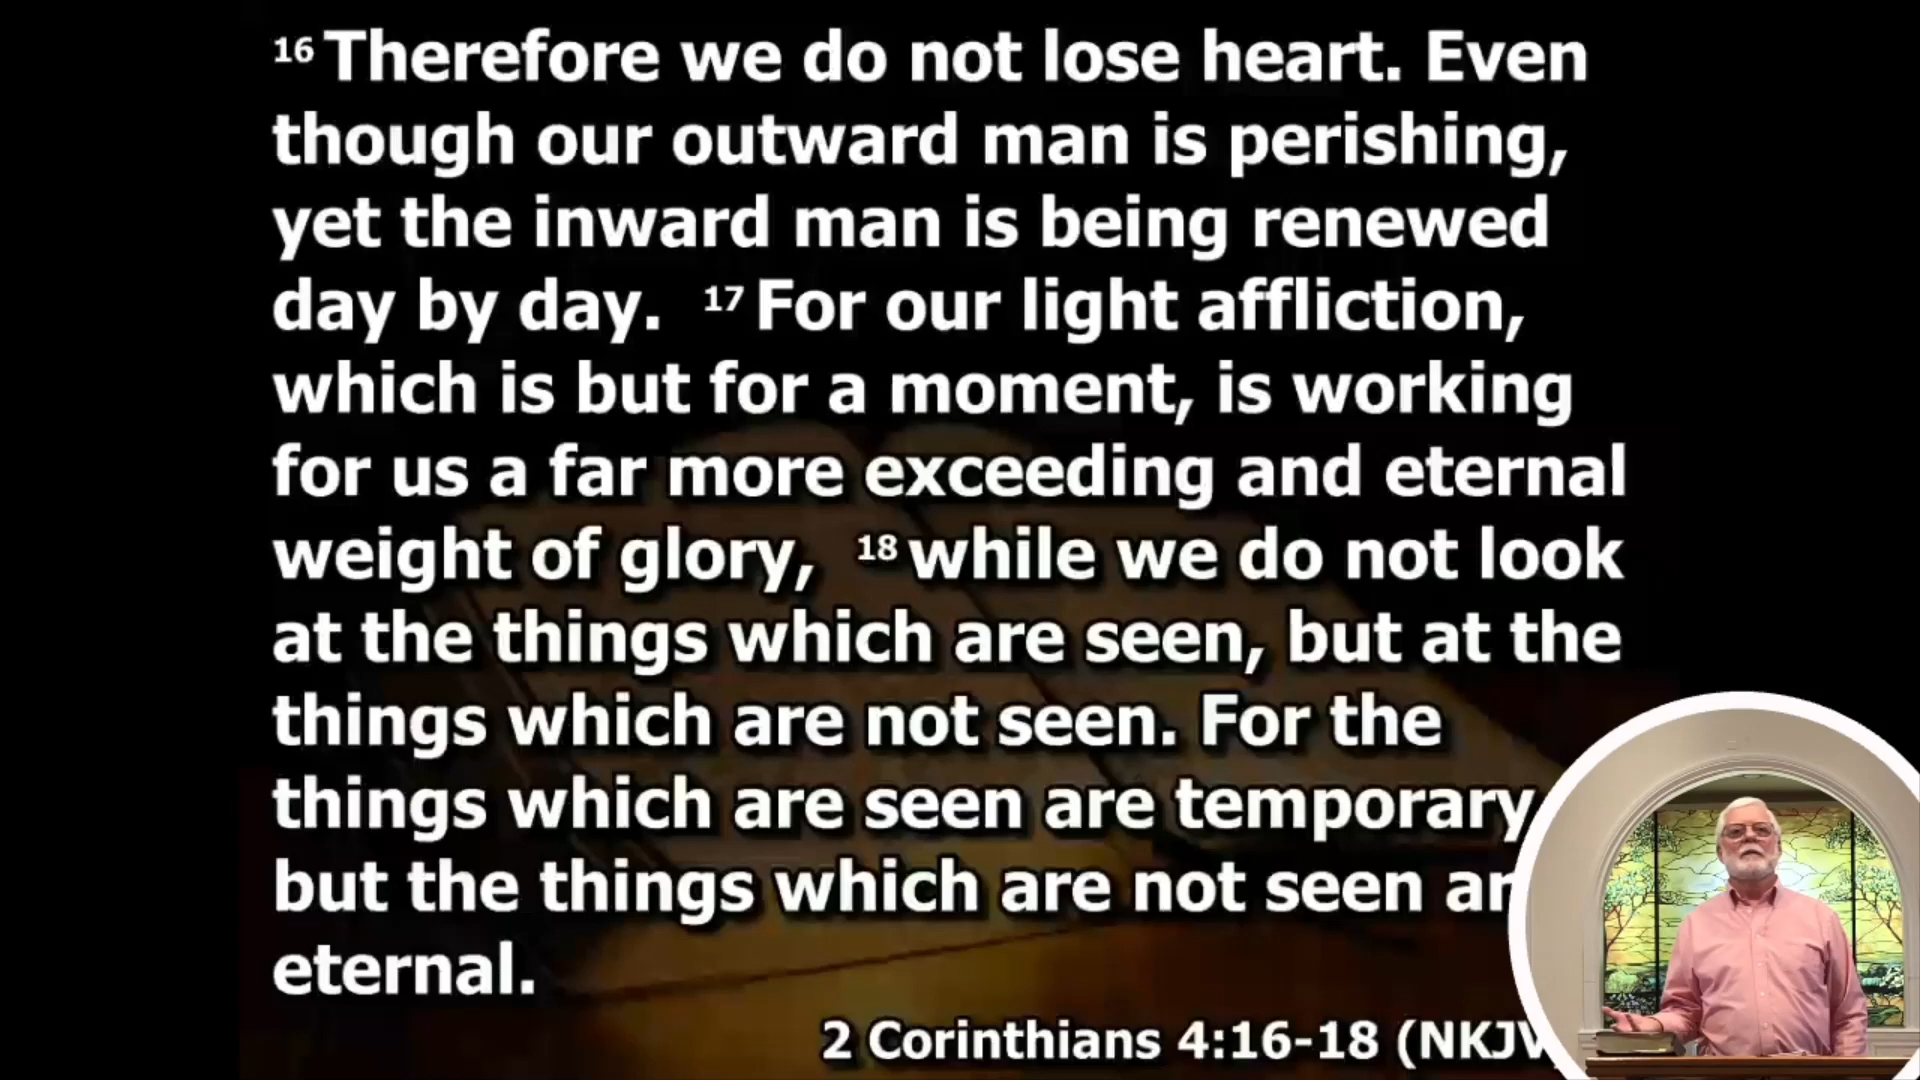 16 Therefore we do not lose heart. Even
though our outward man is perishing,
yet the inward man is being renewed
day by day. 17 For our light affliction,
which is but for a moment, is working
for us a far more exceeding and eternal
weight of glory, 18 while we do not look
at the things which are seen, but at the
things which are not seen. For the
things which are seen are temporary
but the things which are not seen
eternal.
2 Corinthians 4:16-18